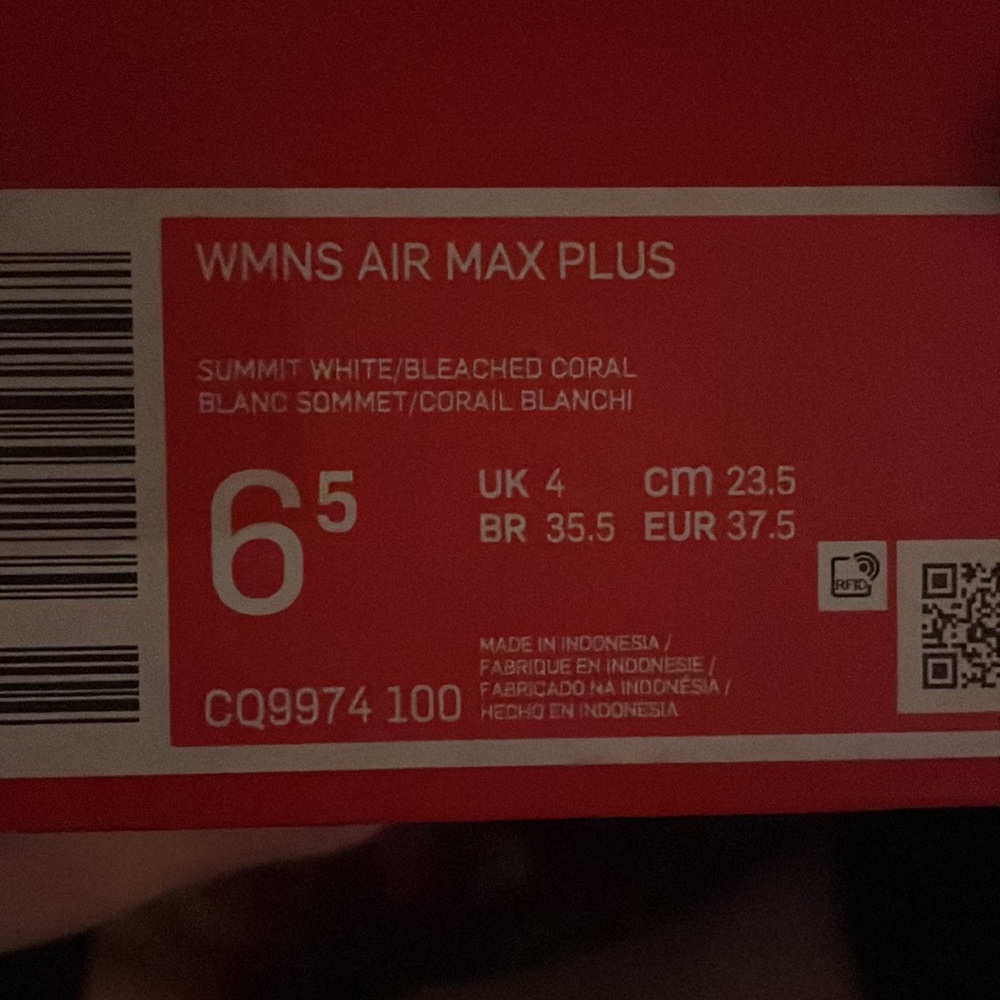 WMNS AIR MAX PLUS
SUMMIT WHITE/BLEACHED CORAL
BLANC SOMMET/CORAIL BLANCHI
6⁵
UK 4 cm 23.5
BR 35.5 EUR 37.5
RFID
MADE IN INDONESIA /
FABRIQUE EN INDONESIE /
FABRICADO NA INDONÉSIA /
HECHO EN INDONESIA
CQ9974 100